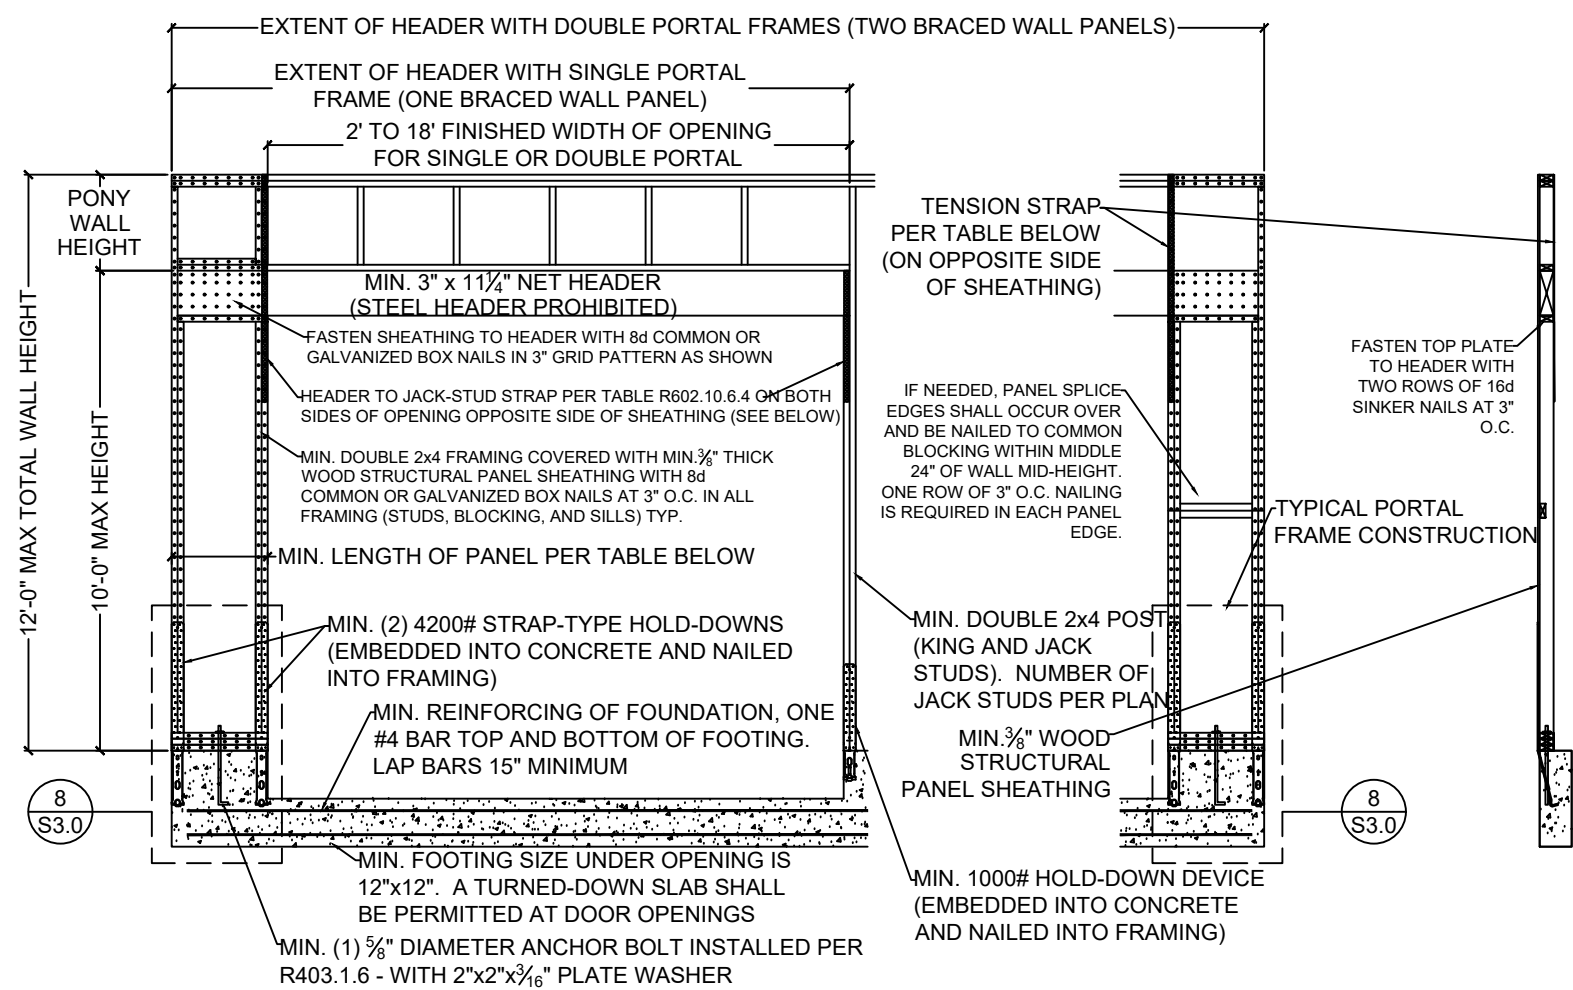 EXTENT OF HEADER WITH DOUBLE PORTAL FRAMES (TWO BRACED WALL PANELS)
EXTENT OF HEADER WITH SINGLE PORTAL
FRAME (ONE BRACED WALL PANEL)
2' TO 18' FINISHED WIDTH OF OPENING
FOR SINGLE OR DOUBLE PORTAL
PONY
WALL
HEIGHT
12'-0" MAX TOTAL WALL HEIGHT
10'-0" MAX HEIGHT
MIN. 3" x 11¼" NET HEADER
(STEEL HEADER PROHIBITED)
FASTEN SHEATHING TO HEADER WITH 8d COMMON OR
GALVANIZED BOX NAILS IN 3" GRID PATTERN AS SHOWN
HEADER TO JACK-STUD STRAP PER TABLE R602.10.6.4 ON BOTH
SIDES OF OPENING OPPOSITE SIDE OF SHEATHING (SEE BELOW)
MIN. DOUBLE 2x4 FRAMING COVERED WITH MIN.⅜" THICK
WOOD STRUCTURAL PANEL SHEATHING WITH 8d
COMMON OR GALVANIZED BOX NAILS AT 3" O.C. IN ALL
FRAMING (STUDS, BLOCKING, AND SILLS) TYP.
MIN. LENGTH OF PANEL PER TABLE BELOW
MIN. (2) 4200# STRAP-TYPE HOLD-DOWNS
(EMBEDDED INTO CONCRETE AND NAILED
INTO FRAMING)
MIN. REINFORCING OF FOUNDATION, ONE
#4 BAR TOP AND BOTTOM OF FOOTING.
LAP BARS 15" MINIMUM
8
S3.0
MIN. FOOTING SIZE UNDER OPENING IS
12"x12". A TURNED-DOWN SLAB SHALL
BE PERMITTED AT DOOR OPENINGS
MIN. (1) ⅝" DIAMETER ANCHOR BOLT INSTALLED PER
R403.1.6 - WITH 2"x2"x³⁄₁₆" PLATE WASHER
TENSION STRAP
PER TABLE BELOW
(ON OPPOSITE SIDE
OF SHEATHING)
IF NEEDED, PANEL SPLICE
EDGES SHALL OCCUR OVER
AND BE NAILED TO COMMON
BLOCKING WITHIN MIDDLE
24" OF WALL MID-HEIGHT.
ONE ROW OF 3" O.C. NAILING
IS REQUIRED IN EACH PANEL
EDGE.
FASTEN TOP PLATE
TO HEADER WITH
TWO ROWS OF 16d
SINKER NAILS AT 3"
O.C.
TYPICAL PORTAL
FRAME CONSTRUCTION
MIN. DOUBLE 2x4 POST
(KING AND JACK
STUDS). NUMBER OF
JACK STUDS PER PLAN
MIN.⅜" WOOD
STRUCTURAL
PANEL SHEATHING
8
S3.0
MIN. 1000# HOLD-DOWN DEVICE
(EMBEDDED INTO CONCRETE
AND NAILED INTO FRAMING)